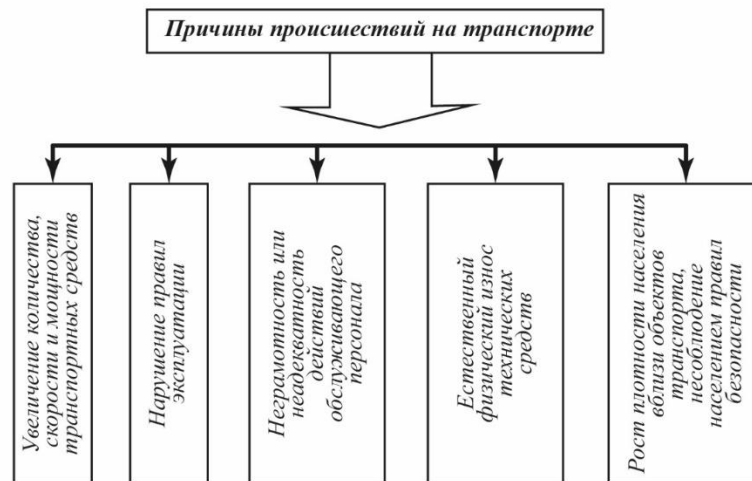 Причины происшествий на транспорте
Увеличение количества,
скорости и мощности
транспортных средств
Нарушение правил
эксплуатации
Неграмотность или
неадекватность
действий
обслуживающего
персонала
Естественный
физический износ
технических
средств
Рост плотности населения
вблизи объектов
транспорта,
несоблюдение
населением правил
безопасности